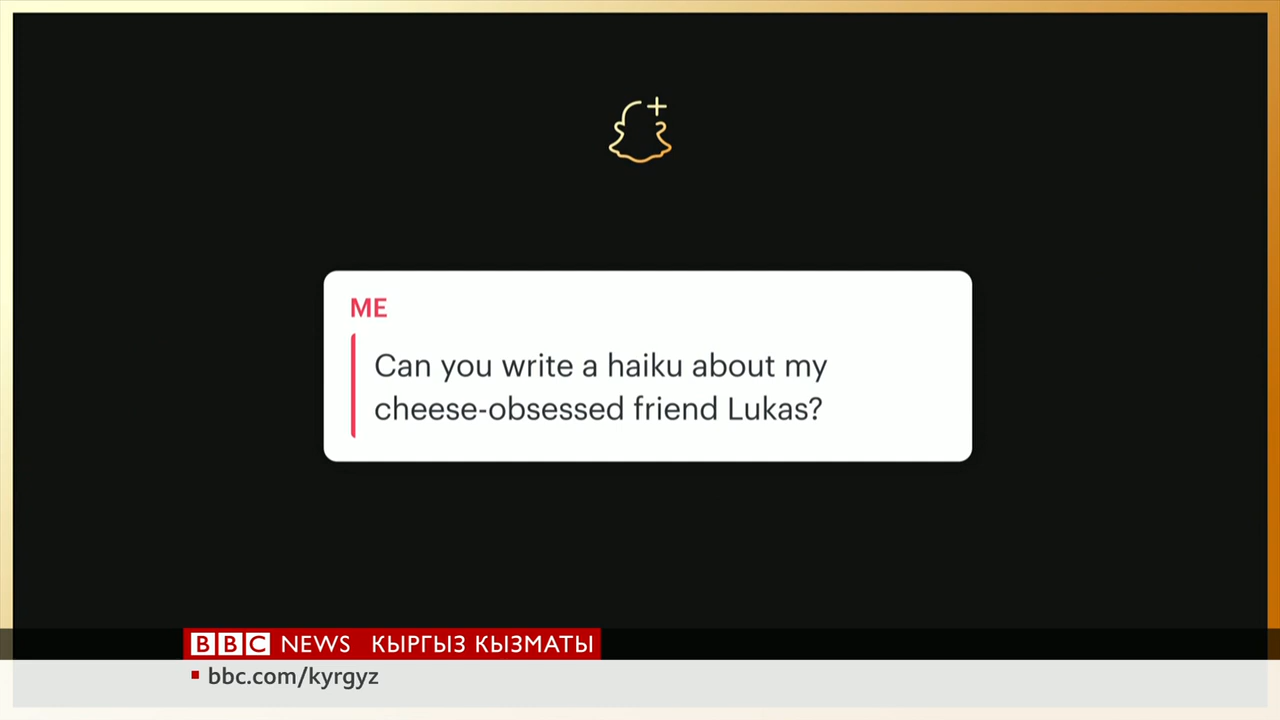 ME
Can you write a haiku about my
cheese-obsessed friend Lukas?
BBC NEWS КЫРГЫЗ КЫЗМАТЫ
bbc.com/kyrgyz